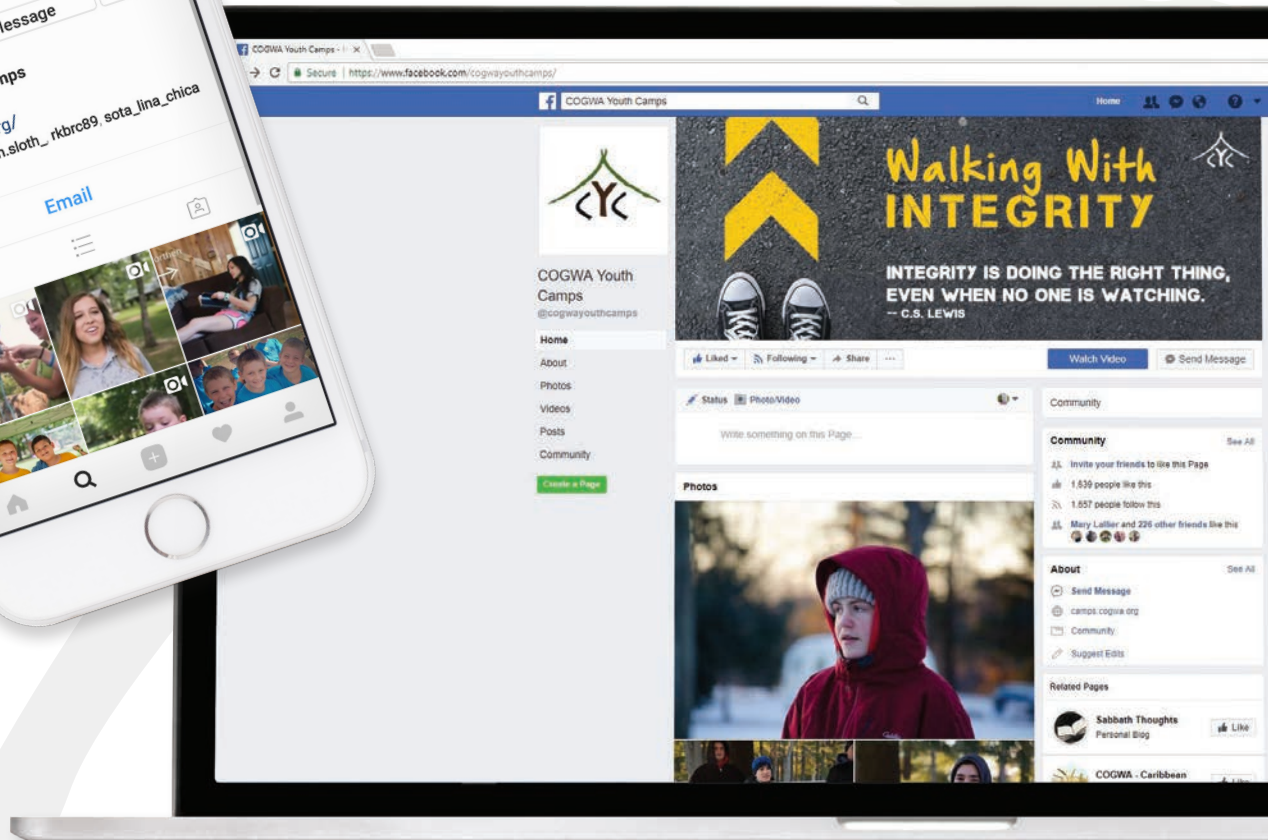 lessage
mps
rg/
n.sloth_, rkbrc89, sota_lina_chica
Email
COGWA Youth Camps -
Secure | https://www.facebook.com/cogwayouthcamps/
COGWA Youth Camps
Home
CYC
COGWA Youth
Camps
@cogwayouthcamps
Home
About
Photos
Videos
Posts
Community
Create a Page
Walking With
INTEGRITY
INTEGRITY IS DOING THE RIGHT THING,
EVEN WHEN NO ONE IS WATCHING.
-- C.S. LEWIS
CYC
Liked
Following
Share
Watch Video
Send Message
Status
Photo/Video
Write something on this Page...
Photos
Community
Community
See All
Invite your friends to like this Page
1,639 people like this
1,657 people follow this
Mary Lallier and 226 other friends like this
About
See All
Send Message
camps.cogwa.org
Community
Suggest Edits
Related Pages
Sabbath Thoughts
Personal Blog
Like
COGWA - Caribbean
Like